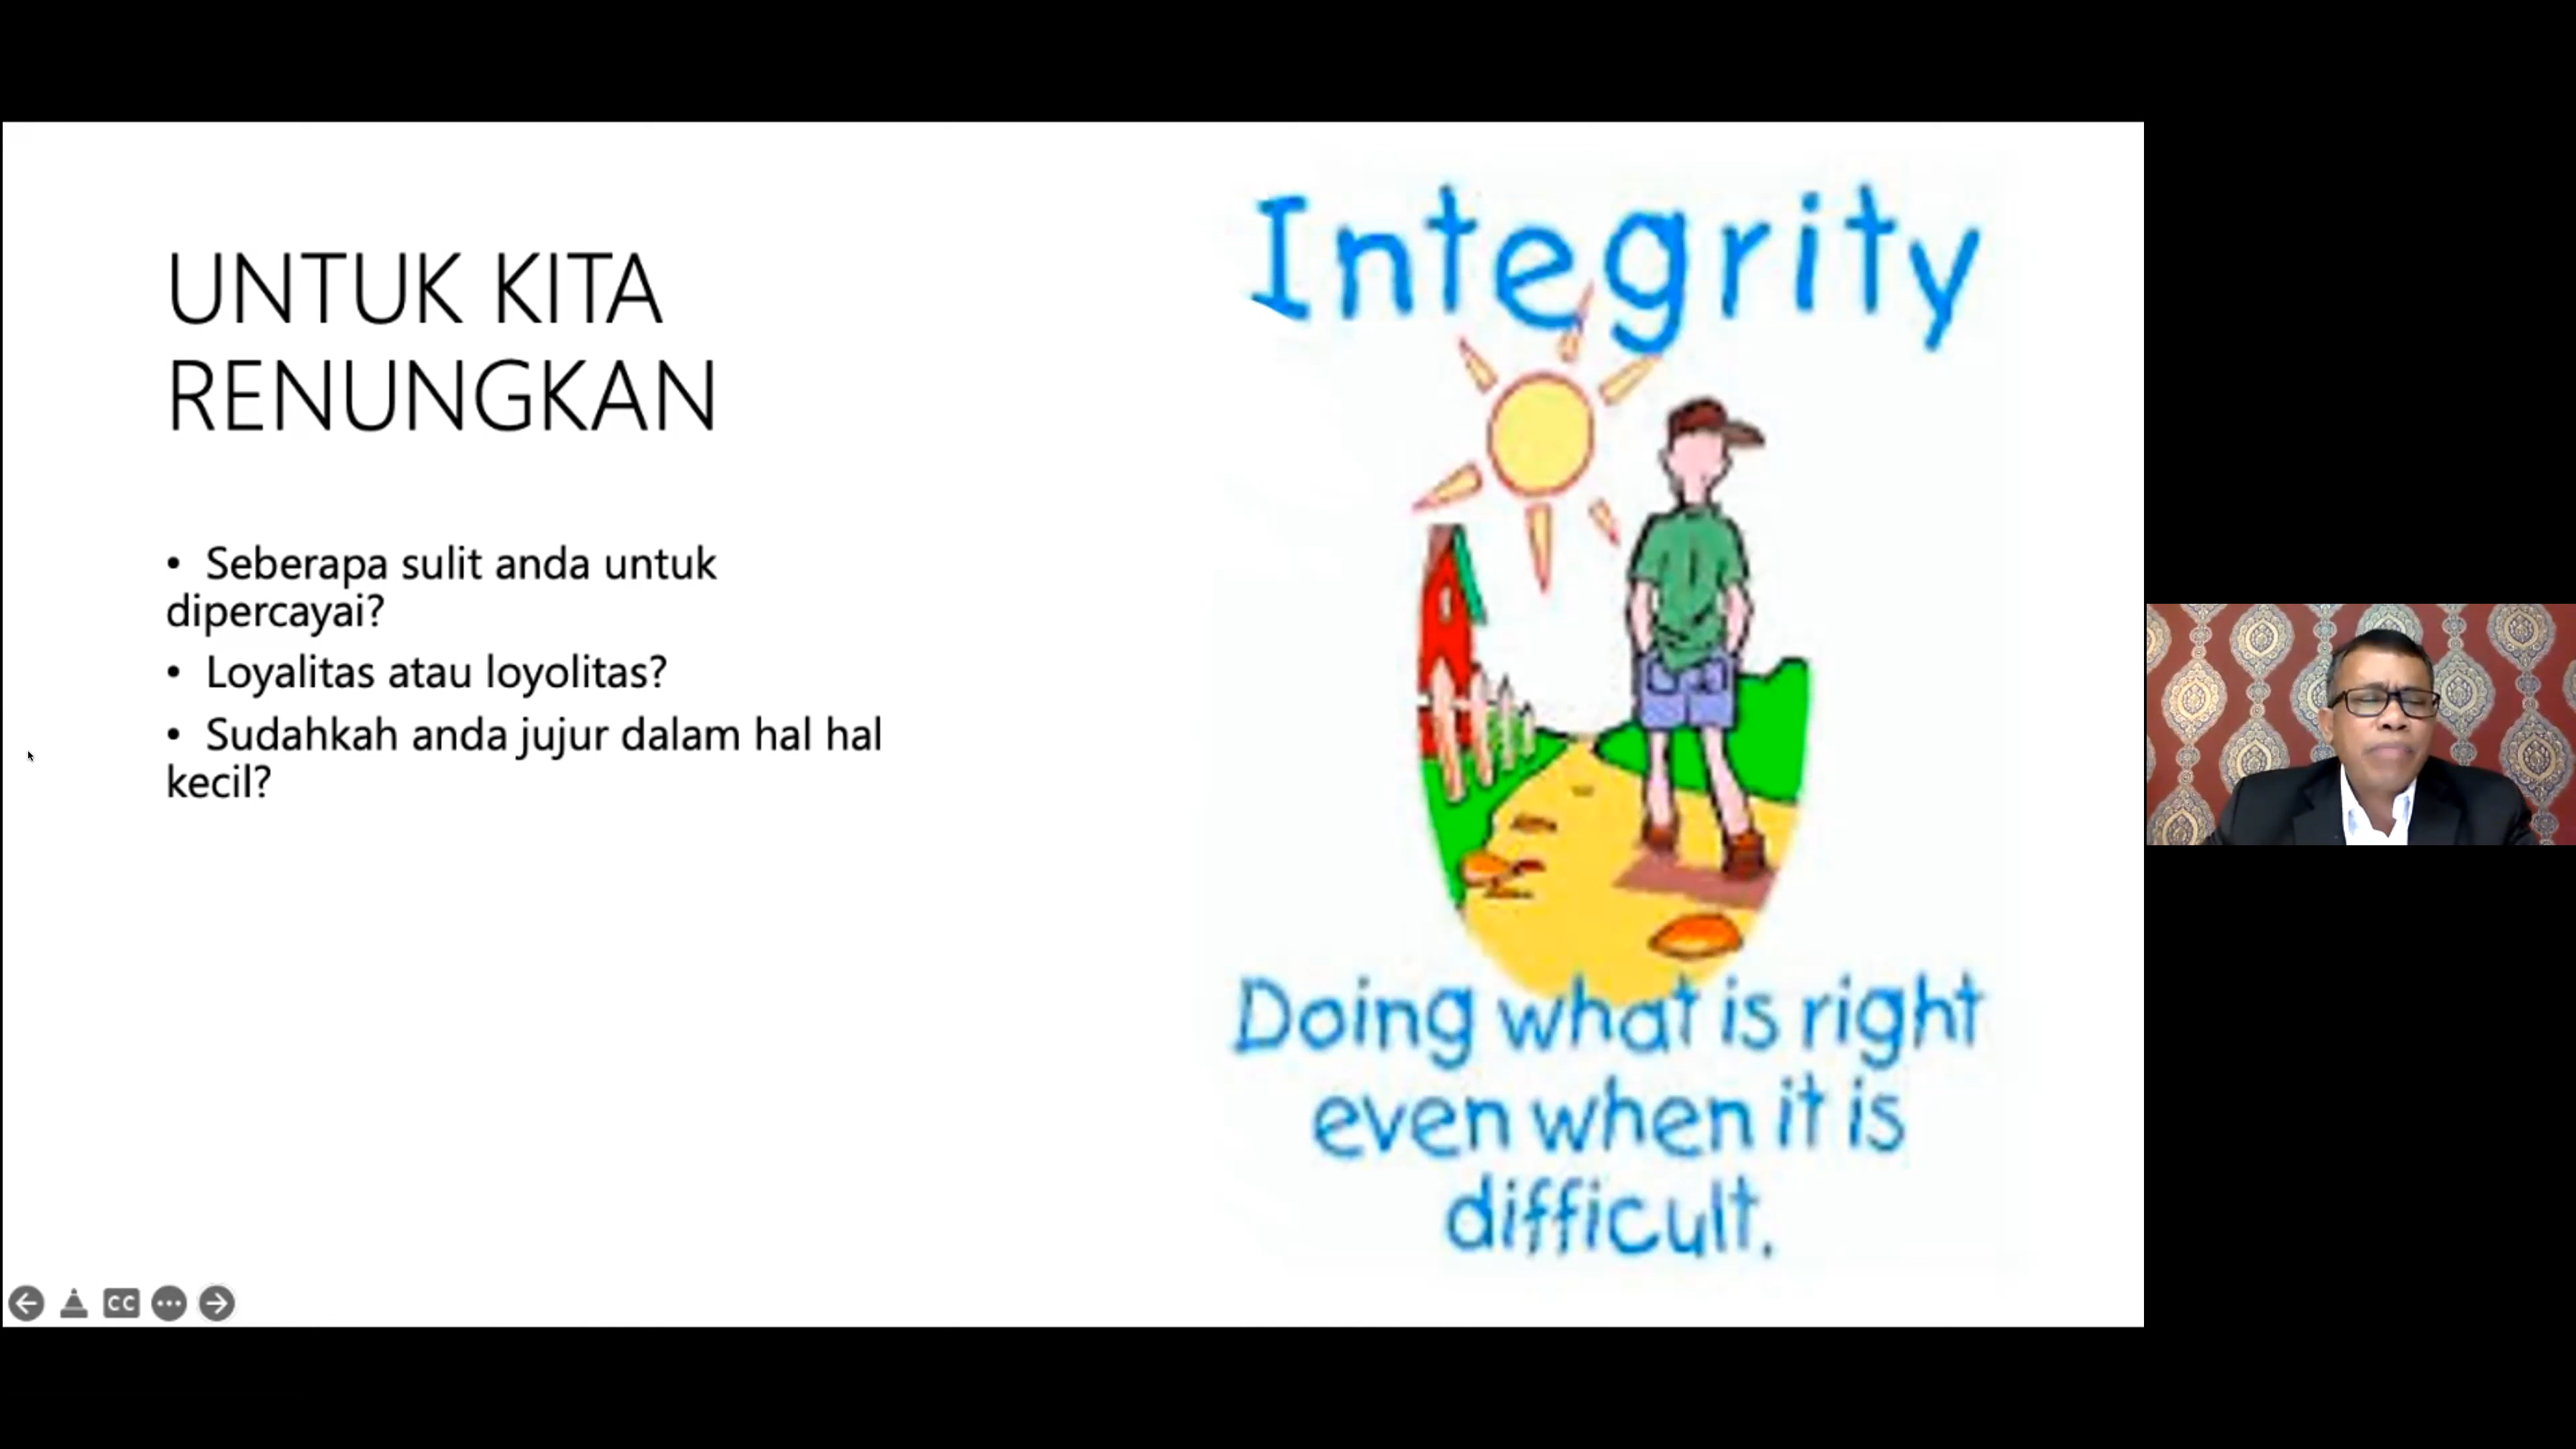 UNTUK KITA
RENUNGKAN
• Seberapa sulit anda untuk
dipercayai?
• Loyalitas atau loyolitas?
• Sudahkah anda jujur dalam hal hal
kecil?
Integrity
Doing what is right
even when it is
difficult.
CC